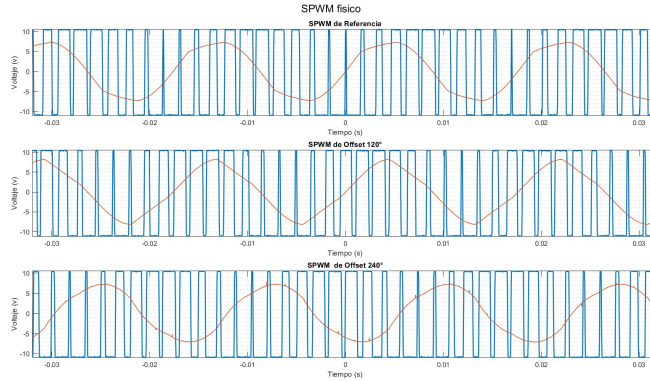 SPWM fisico
SPWM de Referencia
Voltaje (v)
10
5
0
-5
-10
-0.03 -0.02 -0.01 0 0.01 0.02 0.03
Tiempo (s)
SPWM de Offset 120°
Voltaje (v)
10
5
0
-5
-10
-0.03 -0.02 -0.01 0 0.01 0.02 0.03
Tiempo (s)
SPWM de Offset 240°
Voltaje (v)
10
5
0
-5
-10
-0.03 -0.02 -0.01 0 0.01 0.02 0.03
Tiempo (s)